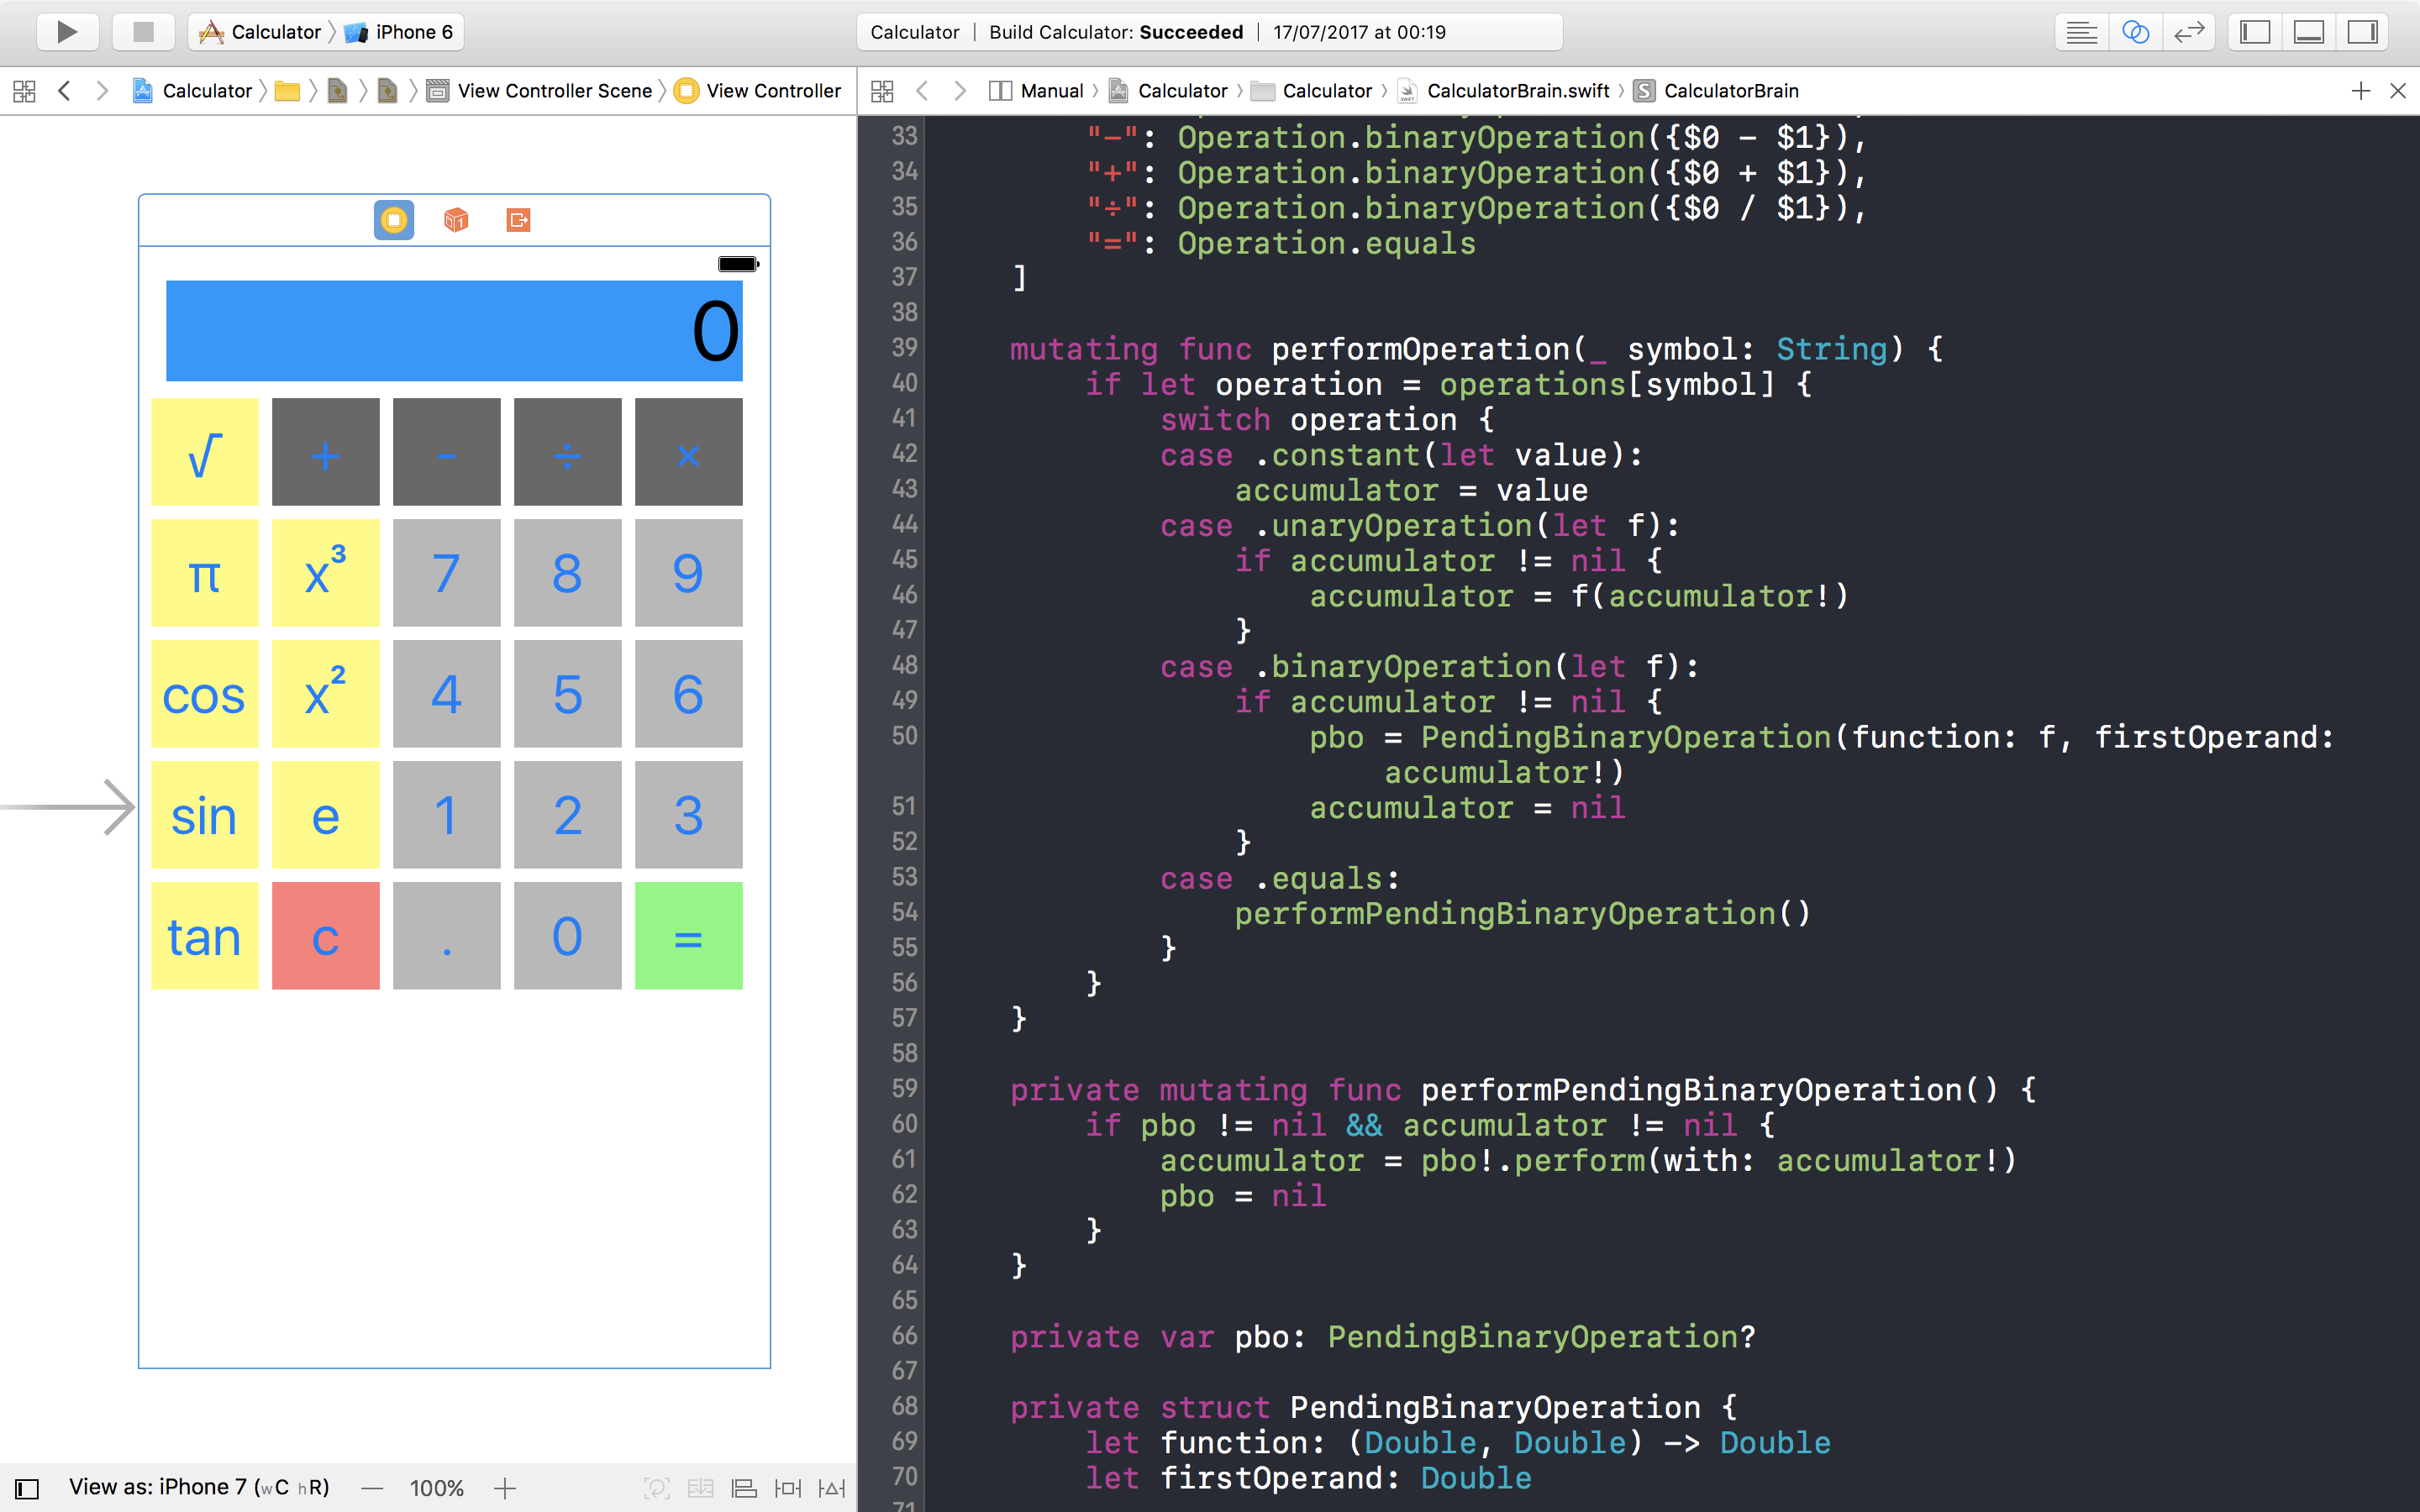 Calculator iPhone 6
Calculator | Build Calculator: Succeeded | 17/07/2017 at 00:19
Calculator View Controller Scene View Controller
Manual Calculator Calculator CalculatorBrain.swift CalculatorBrain
0
√ + - ÷ ×
π x³ 7 8 9
cos x² 4 5 6
sin e 1 2 3
tan c . 0 =
View as: iPhone 7 (wC hR) — 100% +
33 "−": Operation.binaryOperation({$0 − $1}),
34 "+": Operation.binaryOperation({$0 + $1}),
35 "÷": Operation.binaryOperation({$0 / $1}),
36 "=": Operation.equals
37 ]
38
39 mutating func performOperation(_ symbol: String) {
40 if let operation = operations[symbol] {
41 switch operation {
42 case .constant(let value):
43 accumulator = value
44 case .unaryOperation(let f):
45 if accumulator != nil {
46 accumulator = f(accumulator!)
47 }
48 case .binaryOperation(let f):
49 if accumulator != nil {
50 pbo = PendingBinaryOperation(function: f, firstOperand:
accumulator!)
51 accumulator = nil
52 }
53 case .equals:
54 performPendingBinaryOperation()
55 }
56 }
57 }
58
59 private mutating func performPendingBinaryOperation() {
60 if pbo != nil && accumulator != nil {
61 accumulator = pbo!.perform(with: accumulator!)
62 pbo = nil
63 }
64 }
65
66 private var pbo: PendingBinaryOperation?
67
68 private struct PendingBinaryOperation {
69 let function: (Double, Double) -> Double
70 let firstOperand: Double
71